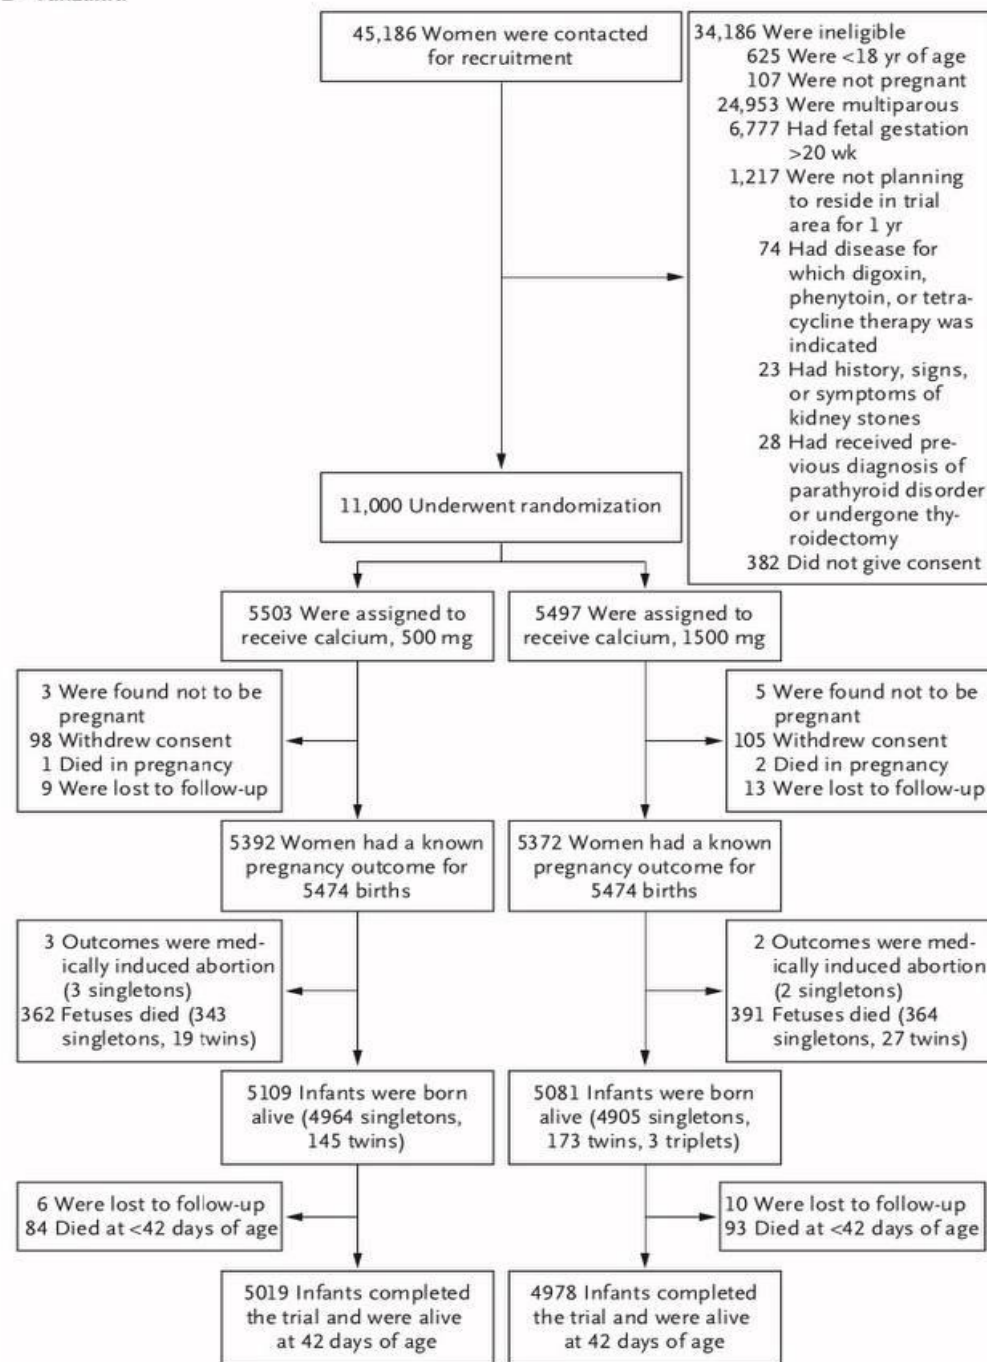 45,186 Women were contacted
for recruitment
34,186 Were ineligible
625 Were <18 yr of age
107 Were not pregnant
24,953 Were multiparous
6,777 Had fetal gestation
>20 wk
1,217 Were not planning
to reside in trial
area for 1 yr
74 Had disease for
which digoxin,
phenytoin, or tetra-
cycline therapy was
indicated
23 Had history, signs,
or symptoms of
kidney stones
28 Had received pre-
vious diagnosis of
parathyroid disorder
or undergone thy-
roidectomy
382 Did not give consent
11,000 Underwent randomization
5503 Were assigned to
receive calcium, 500 mg
5497 Were assigned to
receive calcium, 1500 mg
3 Were found not to be
pregnant
98 Withdrew consent
1 Died in pregnancy
9 Were lost to follow-up
5 Were found not to be
pregnant
105 Withdrew consent
2 Died in pregnancy
13 Were lost to follow-up
5392 Women had a known
pregnancy outcome for
5474 births
5372 Women had a known
pregnancy outcome for
5474 births
3 Outcomes were med-
ically induced abortion
(3 singletons)
362 Fetuses died (343
singletons, 19 twins)
2 Outcomes were med-
ically induced abortion
(2 singletons)
391 Fetuses died (364
singletons, 27 twins)
5109 Infants were born
alive (4964 singletons,
145 twins)
5081 Infants were born
alive (4905 singletons,
173 twins, 3 triplets)
6 Were lost to follow-up
84 Died at <42 days of age
10 Were lost to follow-up
93 Died at <42 days of age
5019 Infants completed
the trial and were alive
at 42 days of age
4978 Infants completed
the trial and were alive
at 42 days of age